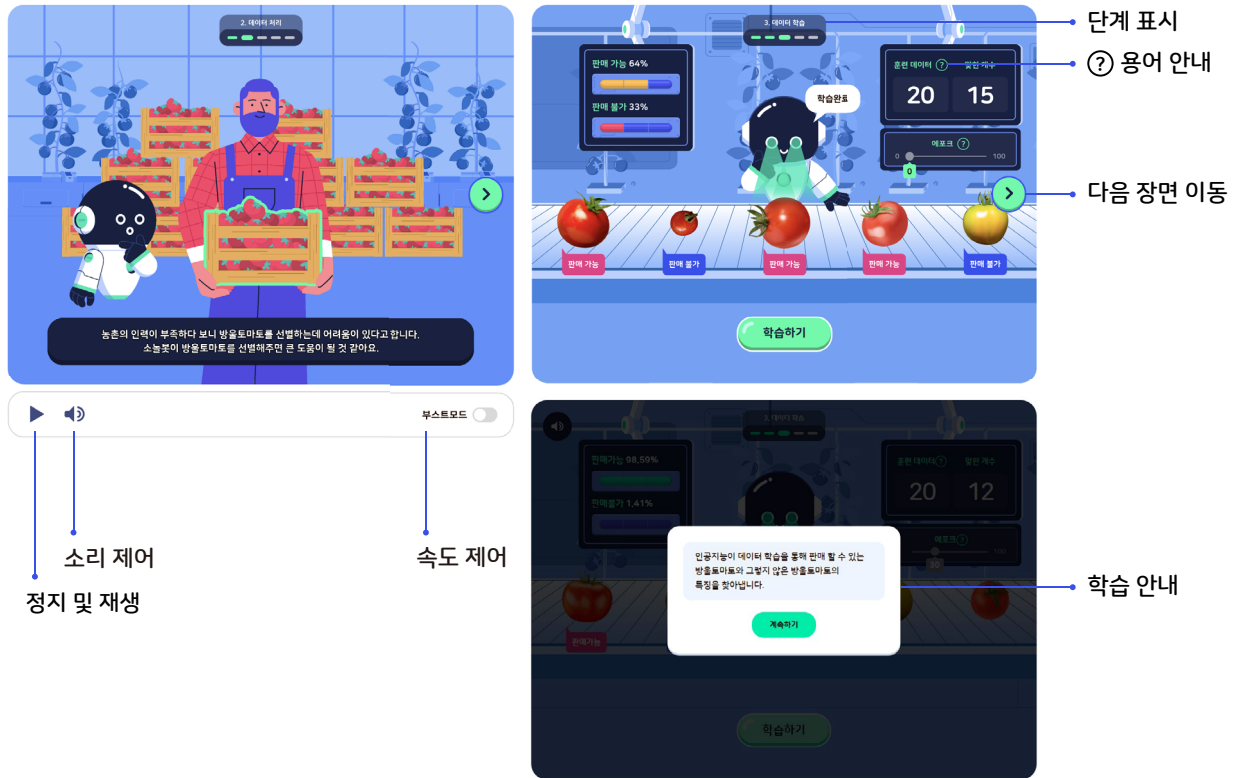 2. 데이터 처리
농촌의 인력이 부족하다 보니 방울토마토를 선별하는데 어려움이 있다고 합니다.
소놀봇이 방울토마토를 선별해주면 큰 도움이 될 것 같아요.
부스트모드
소리 제어
속도 제어
정지 및 재생
3. 데이터 학습
판매 가능 64%
판매 불가 33%
학습완료
훈련 데이터 ? 맞힌 개수
20 15
에포크 ?
0 100
0
판매 가능
판매 불가
판매 가능
판매 가능
판매 불가
학습하기
단계 표시
? 용어 안내
다음 장면 이동
3. 데이터 학습
판매가능 98.59%
판매불가 1.41%
훈련 데이터 ? 맞힌 개수
20 12
에포크 ?
100
90
인공지능이 데이터 학습을 통해 판매 할 수 있는
방울토마토와 그렇지 않은 방울토마토의
특징을 찾아냅니다.
계속하기
판매가능
학습하기
학습 안내